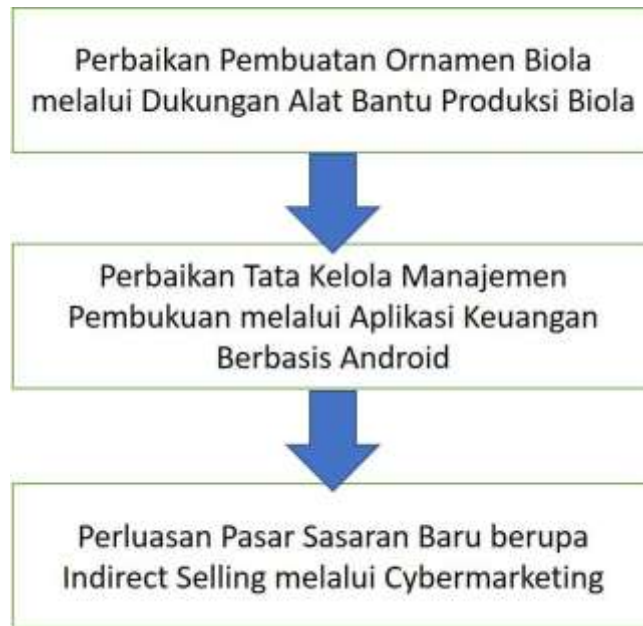 Perbaikan Pembuatan Ornamen Biola
melalui Dukungan Alat Bantu Produksi Biola
Perbaikan Tata Kelola Manajemen
Pembukuan melalui Aplikasi Keuangan
Berbasis Android
Perluasan Pasar Sasaran Baru berupa
Indirect Selling melalui Cybermarketing